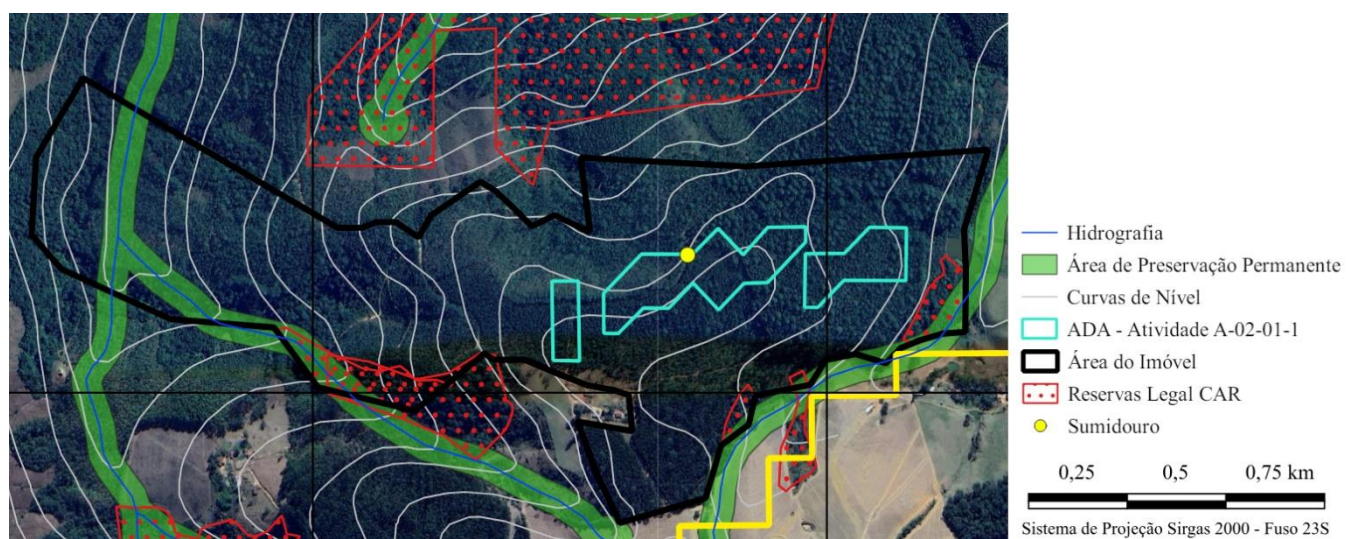 Hidrografia
Área de Preservação Permanente
Curvas de Nível
ADA - Atividade A-02-01-1
Área do Imóvel
Reservas Legal CAR
Sumidouro
0,25 0,5 0,75 km
Sistema de Projeção Sirgas 2000 - Fuso 23S